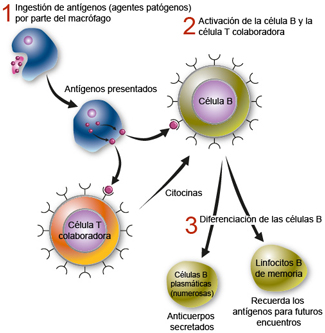 1 Ingestión de antígenos (agentes patógenos)
por parte del macrófago
2 Activación de la célula B y la
célula T colaboradora
Antígenos presentados
Célula B
Célula T
colaboradora
Citocinas
3 Diferenciación de las células B
Células B
plasmáticas
(numerosas)
Anticuerpos
secretados
Linfocitos B
de memoria
Recuerda los
antígenos para futuros
encuentros